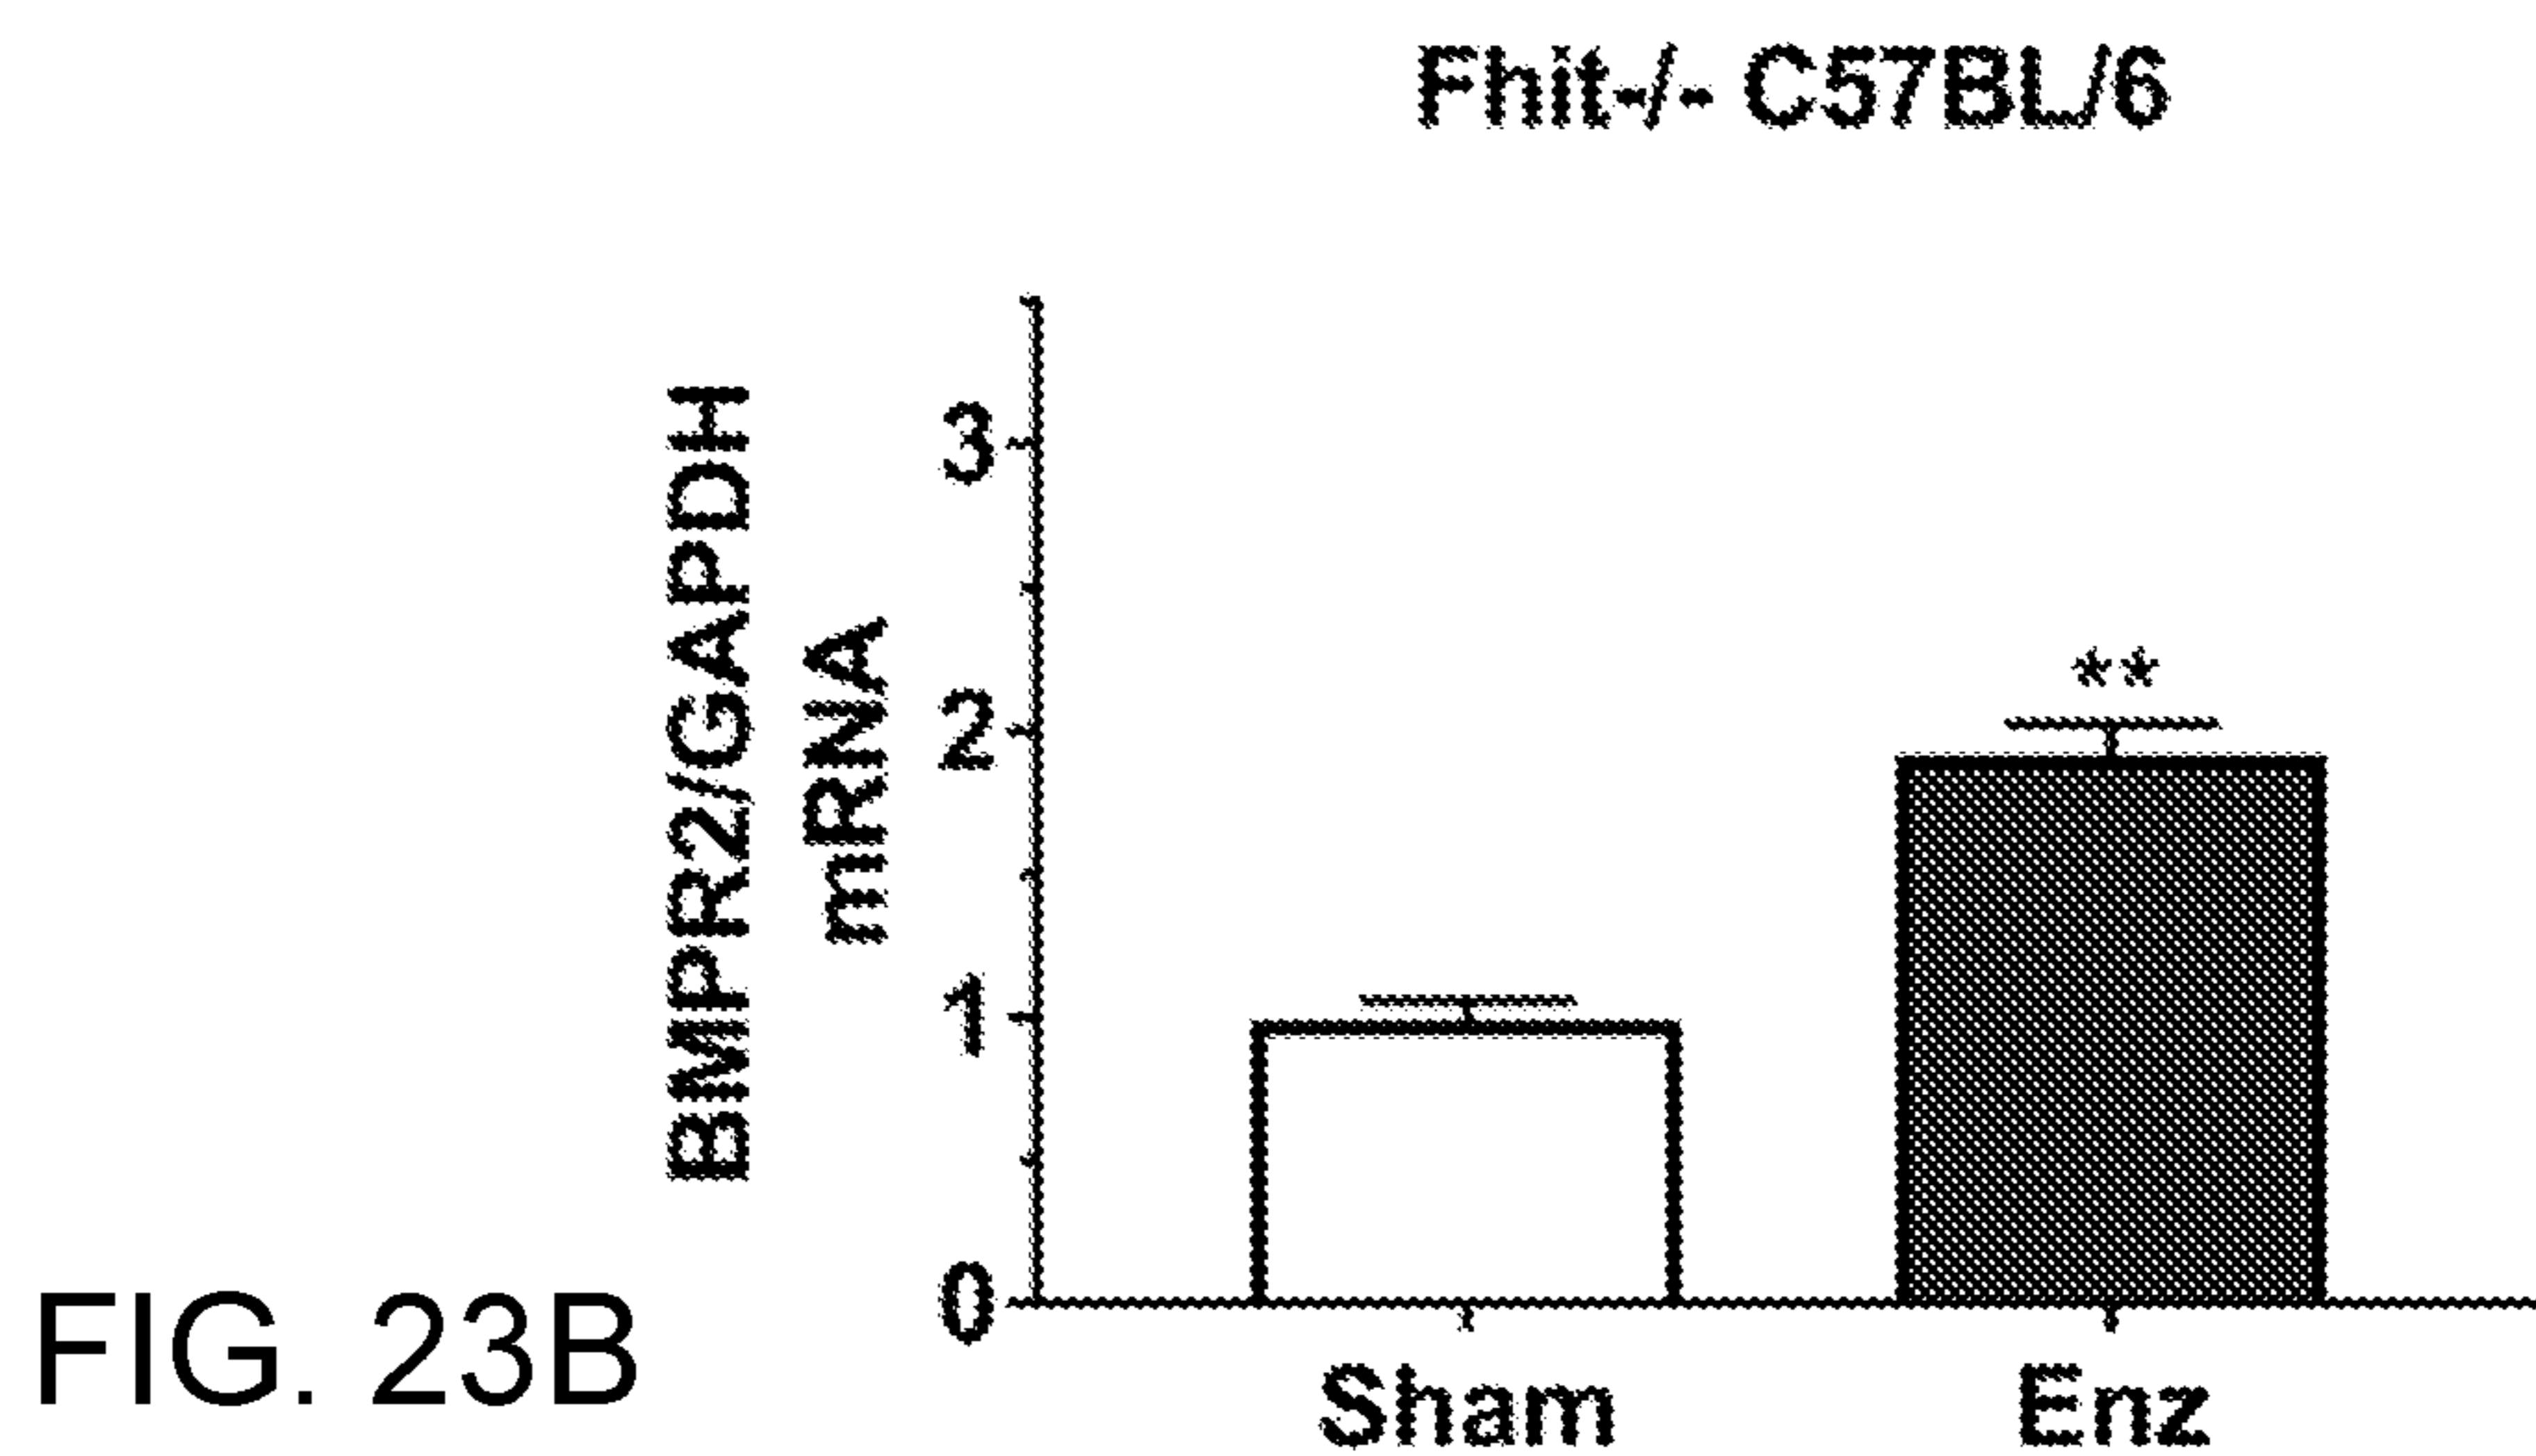 Fhit-/- C57BL/6
BMPR2/GAPDH
mRNA
3
2
1
0
**
Sham
Enz
FIG. 23B